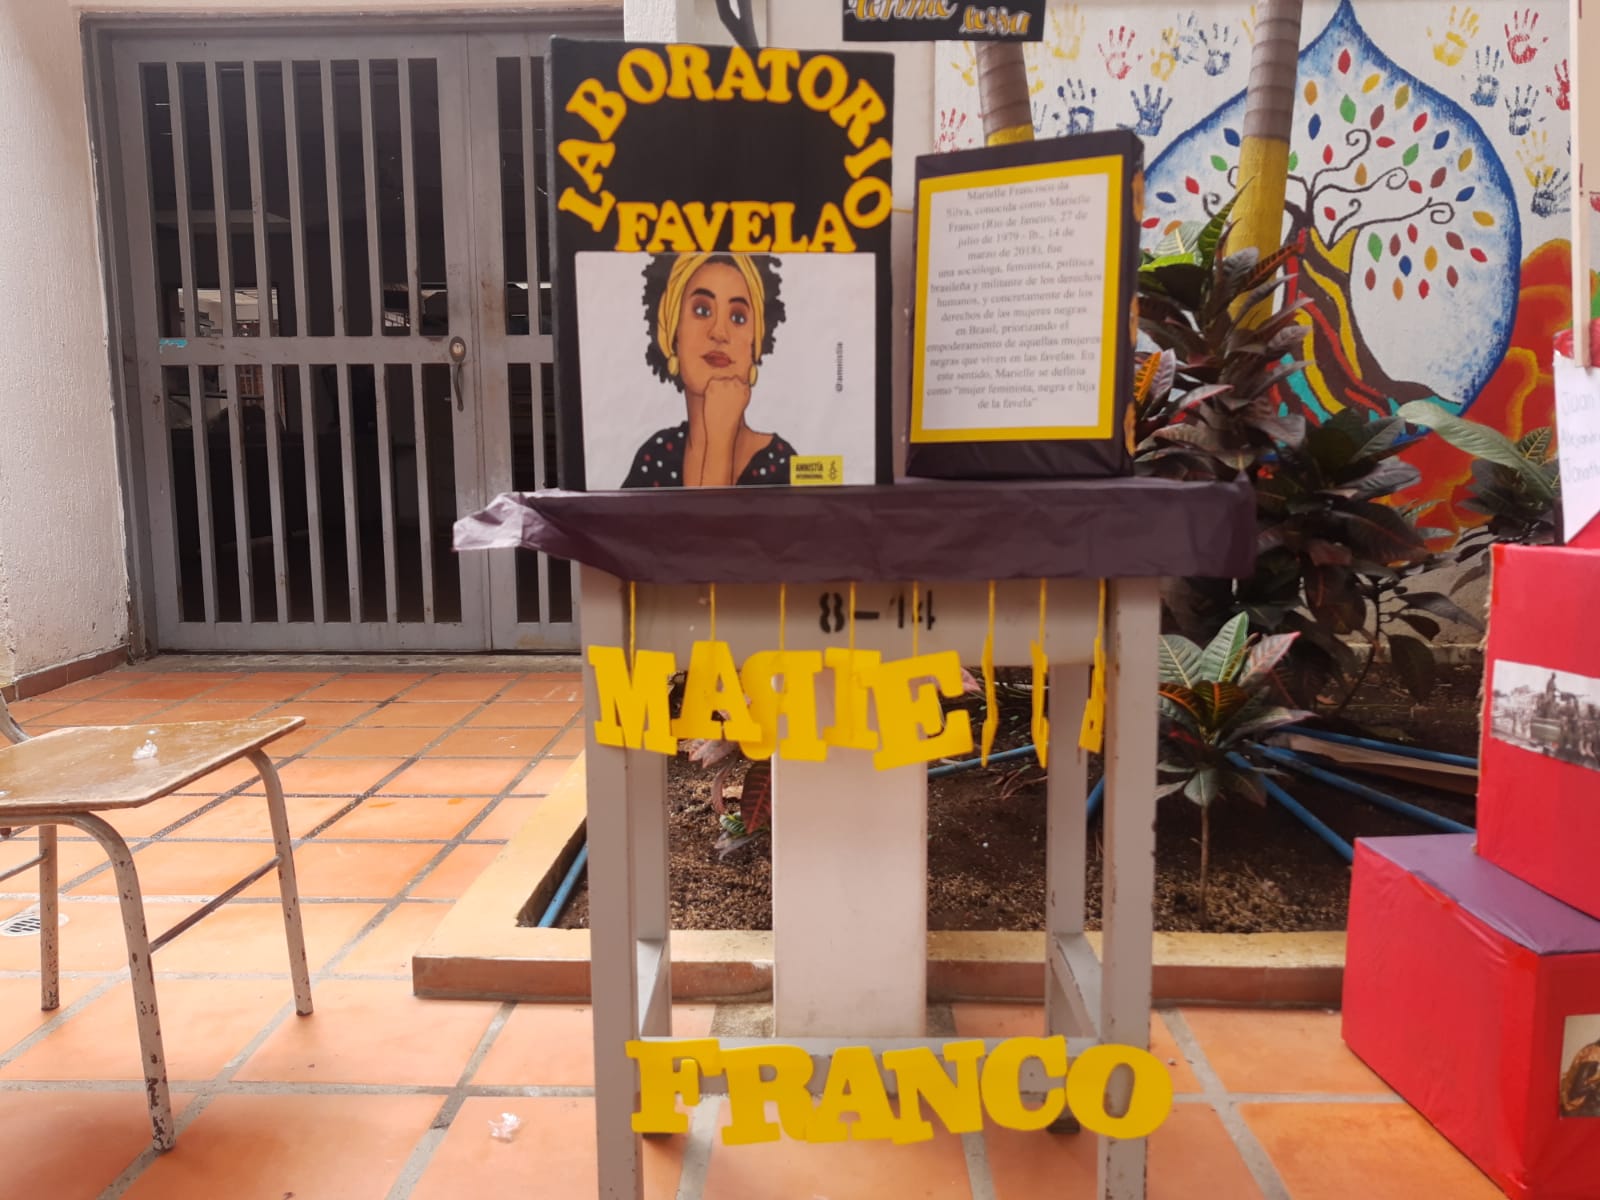 LABORATORIO
FAVELA
@amnistia
AMNISTÍA
INTERNACIONAL
Marielle Francisco da
Silva, conocida como Marielle
Franco (Río de Janeiro, 27 de
julio de 1979 - Ib., 14 de
marzo de 2018), fue
una socióloga, feminista, política
brasileña y militante de los derechos
humanos, y concretamente de los
derechos de las mujeres negras
en Brasil, priorizando el
empoderamiento de aquellas mujeres
negras que viven en las favelas. En
este sentido, Marielle se definía
como "mujer feminista, negra e hija
de la favela"
8-14
MARIE
FRANCO